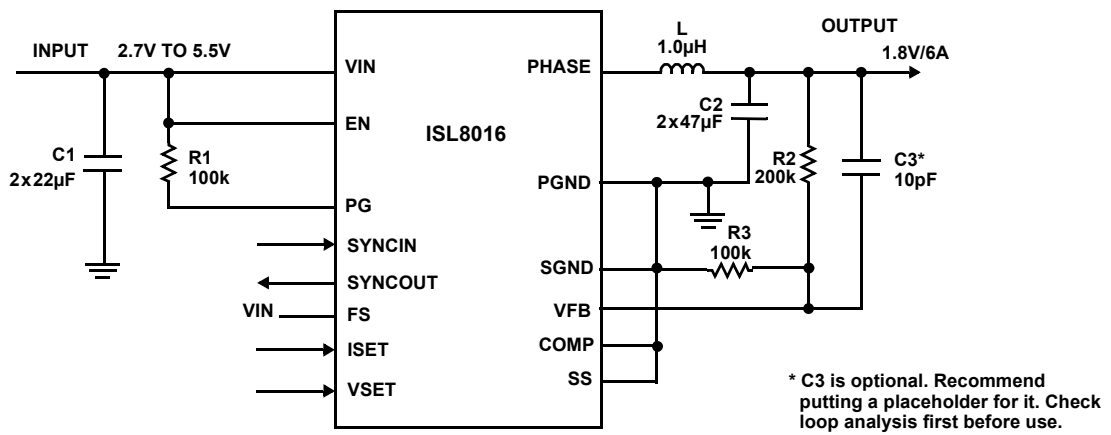 INPUT 2.7V TO 5.5V
VIN
PHASE
L
1.0µH
OUTPUT
1.8V/6A
EN
ISL8016
C2
2x47µF
C1
2x22µF
R1
100k
R2
200k
C3*
10pF
PGND
PG
SYNCIN
R3
100k
SGND
SYNCOUT
VIN
FS
VFB
ISET
COMP
VSET
SS
* C3 is optional. Recommend
putting a placeholder for it. Check
loop analysis first before use.